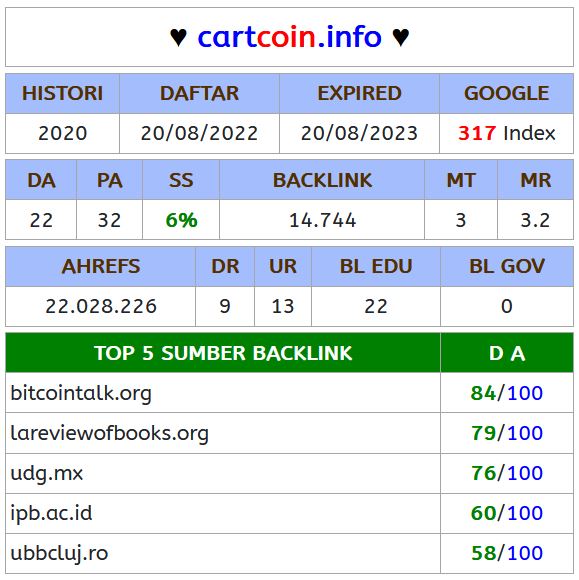 ♥ cartcoin.info ♥
HISTORI DAFTAR EXPIRED GOOGLE
2020 20/08/2022 20/08/2023 317 Index
DA PA SS BACKLINK MT MR
22 32 6% 14.744 3 3.2
AHREFS DR UR BL EDU BL GOV
22.028.226 9 13 22 0
TOP 5 SUMBER BACKLINK D A
bitcointalk.org 84/100
lareviewofbooks.org 79/100
udg.mx 76/100
ipb.ac.id 60/100
ubbcluj.ro 58/100